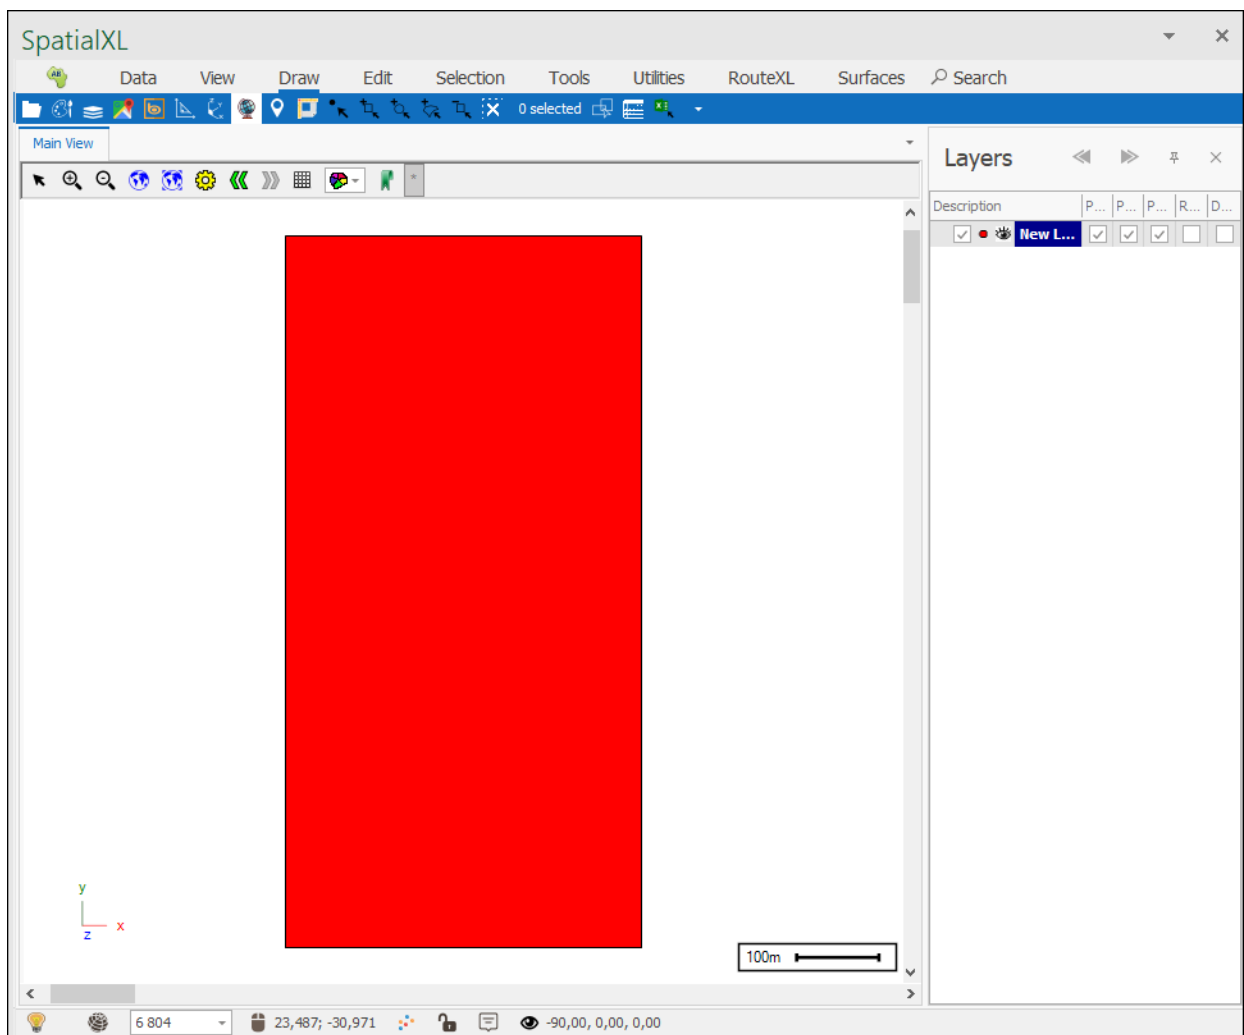 SpatialXL
AB Data View Draw Edit Selection Tools Utilities RouteXL Surfaces Search
0 selected
Main View
Layers
Description P... P... P... R... D...
New L...
y
x
z
100m
6 804 23,487; -30,971 -90,00, 0,00, 0,00